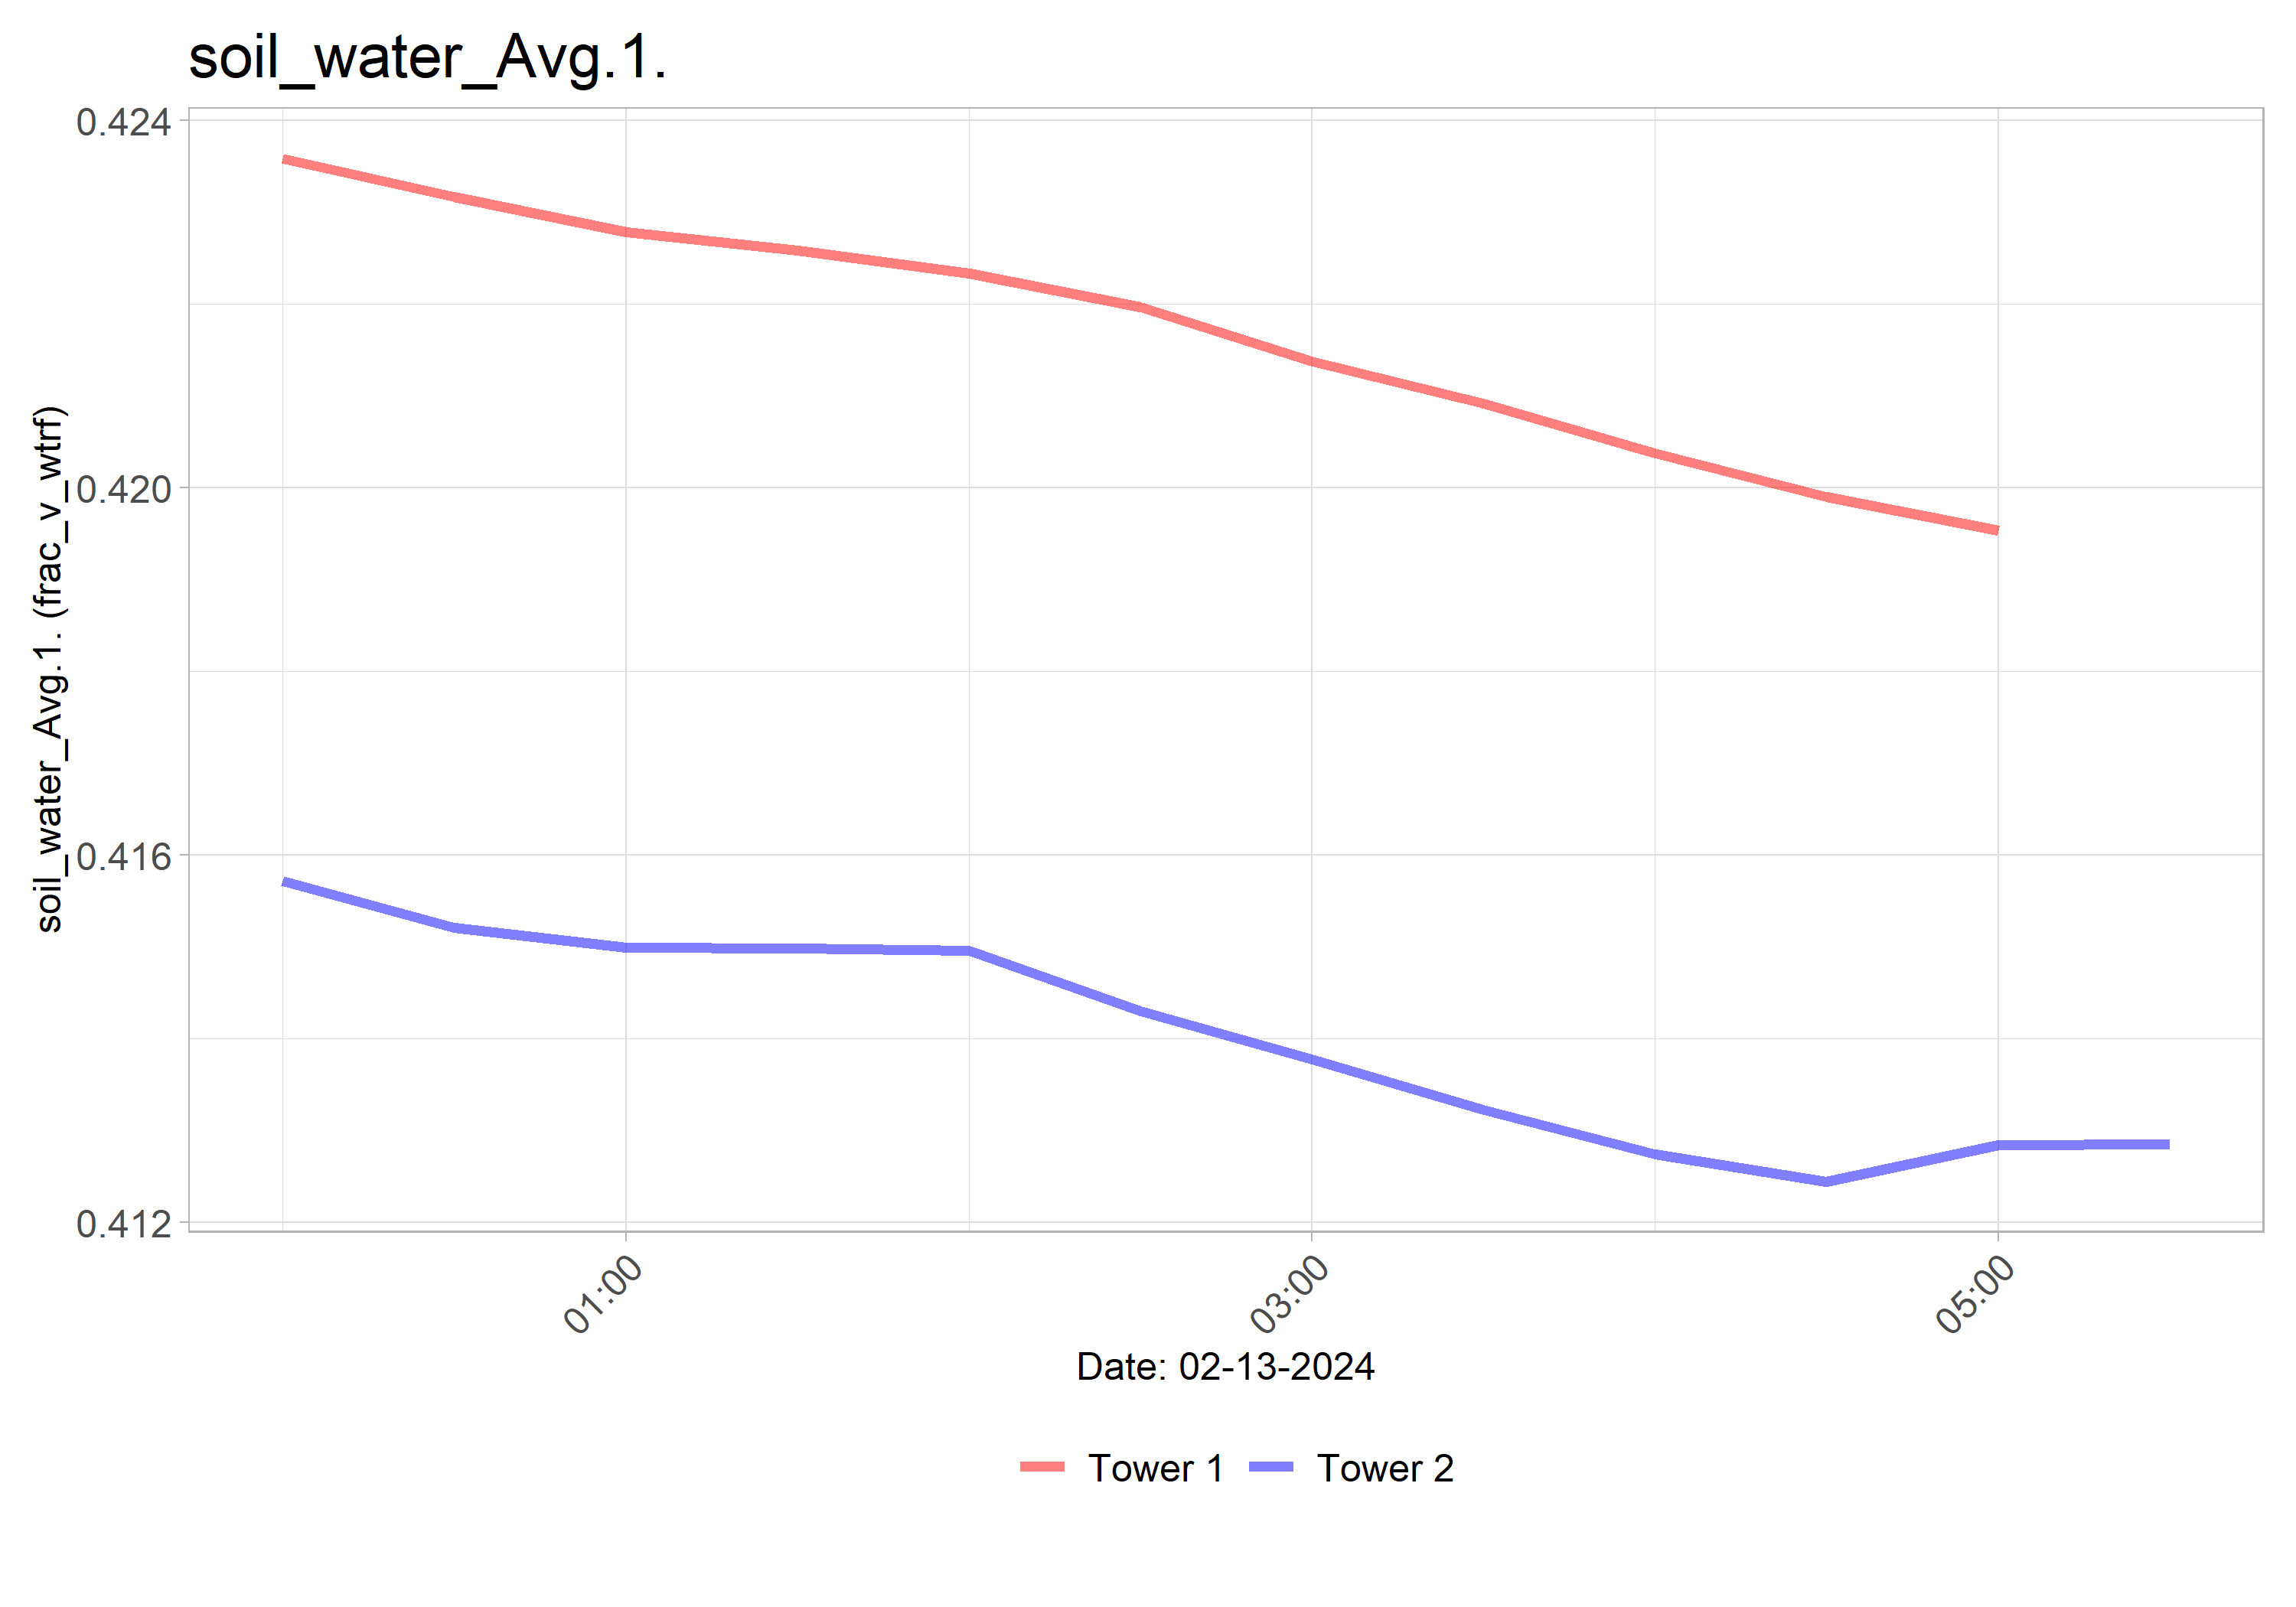 soil_water_Avg.1.
soil_water_Avg.1. (frac_v_wtrf)
0.424
0.420
0.416
0.412
01:00
03:00
05:00
Date: 02-13-2024
Tower 1
Tower 2